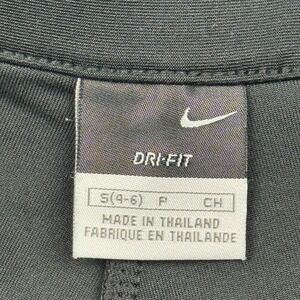 DRI-FIT
S(4-6) P CH
MADE IN THAILAND
FABRIQUE EN THAILANDE